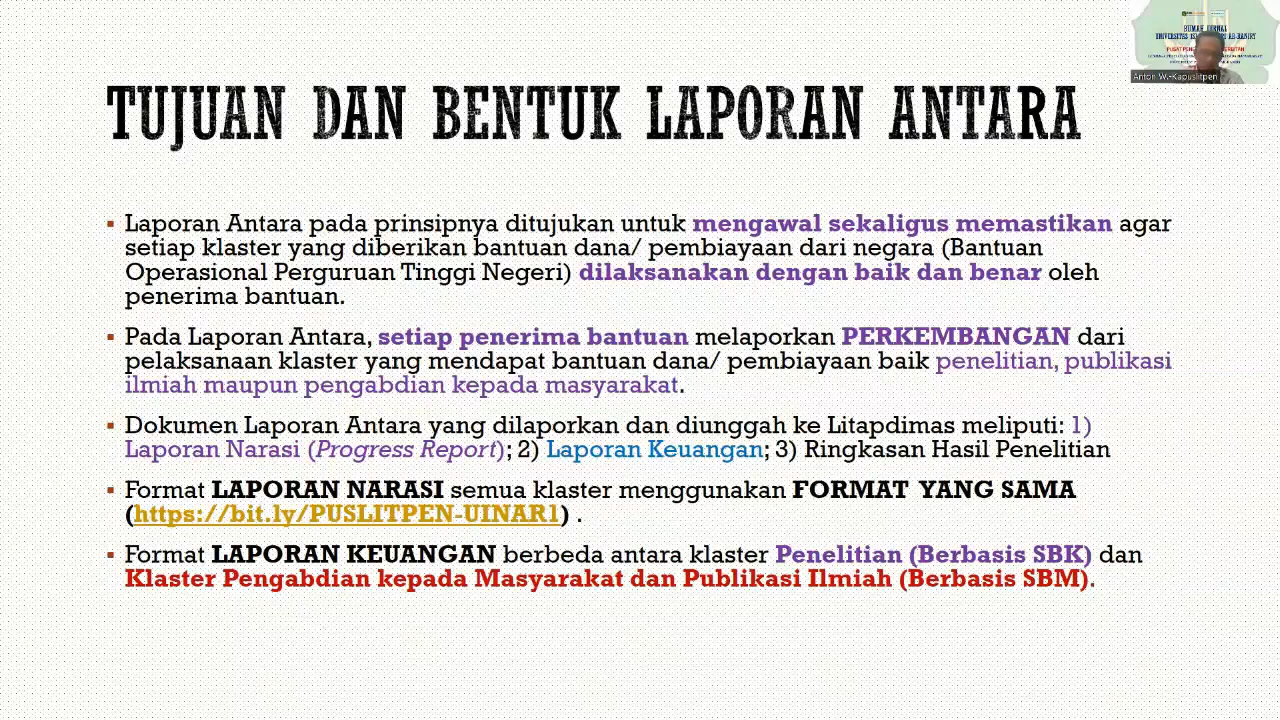 RUMAH JURNAL
TUJUAN DAN BENTUK LAPORAN ANTARA
Anton W.-Kapuslitpen
▪ Laporan Antara pada prinsipnya ditujukan untuk mengawal sekaligus memastikan agar
setiap klaster yang diberikan bantuan dana/ pembiayaan dari negara (Bantuan
Operasional Perguruan Tinggi Negeri) dilaksanakan dengan baik dan benar oleh
penerima bantuan.
▪ Pada Laporan Antara, setiap penerima bantuan melaporkan PERKEMBANGAN dari
pelaksanaan klaster yang mendapat bantuan dana/ pembiayaan baik penelitian, publikasi
ilmiah maupun pengabdian kepada masyarakat.
▪ Dokumen Laporan Antara yang dilaporkan dan diunggah ke Litapdimas meliputi: 1)
Laporan Narasi (Progress Report); 2) Laporan Keuangan; 3) Ringkasan Hasil Penelitian
▪ Format LAPORAN NARASI semua klaster menggunakan FORMAT YANG SAMA
(https://bit.ly/PUSLITPEN-UINAR1) .
▪ Format LAPORAN KEUANGAN berbeda antara klaster Penelitian (Berbasis SBK) dan
Klaster Pengabdian kepada Masyarakat dan Publikasi Ilmiah (Berbasis SBM).